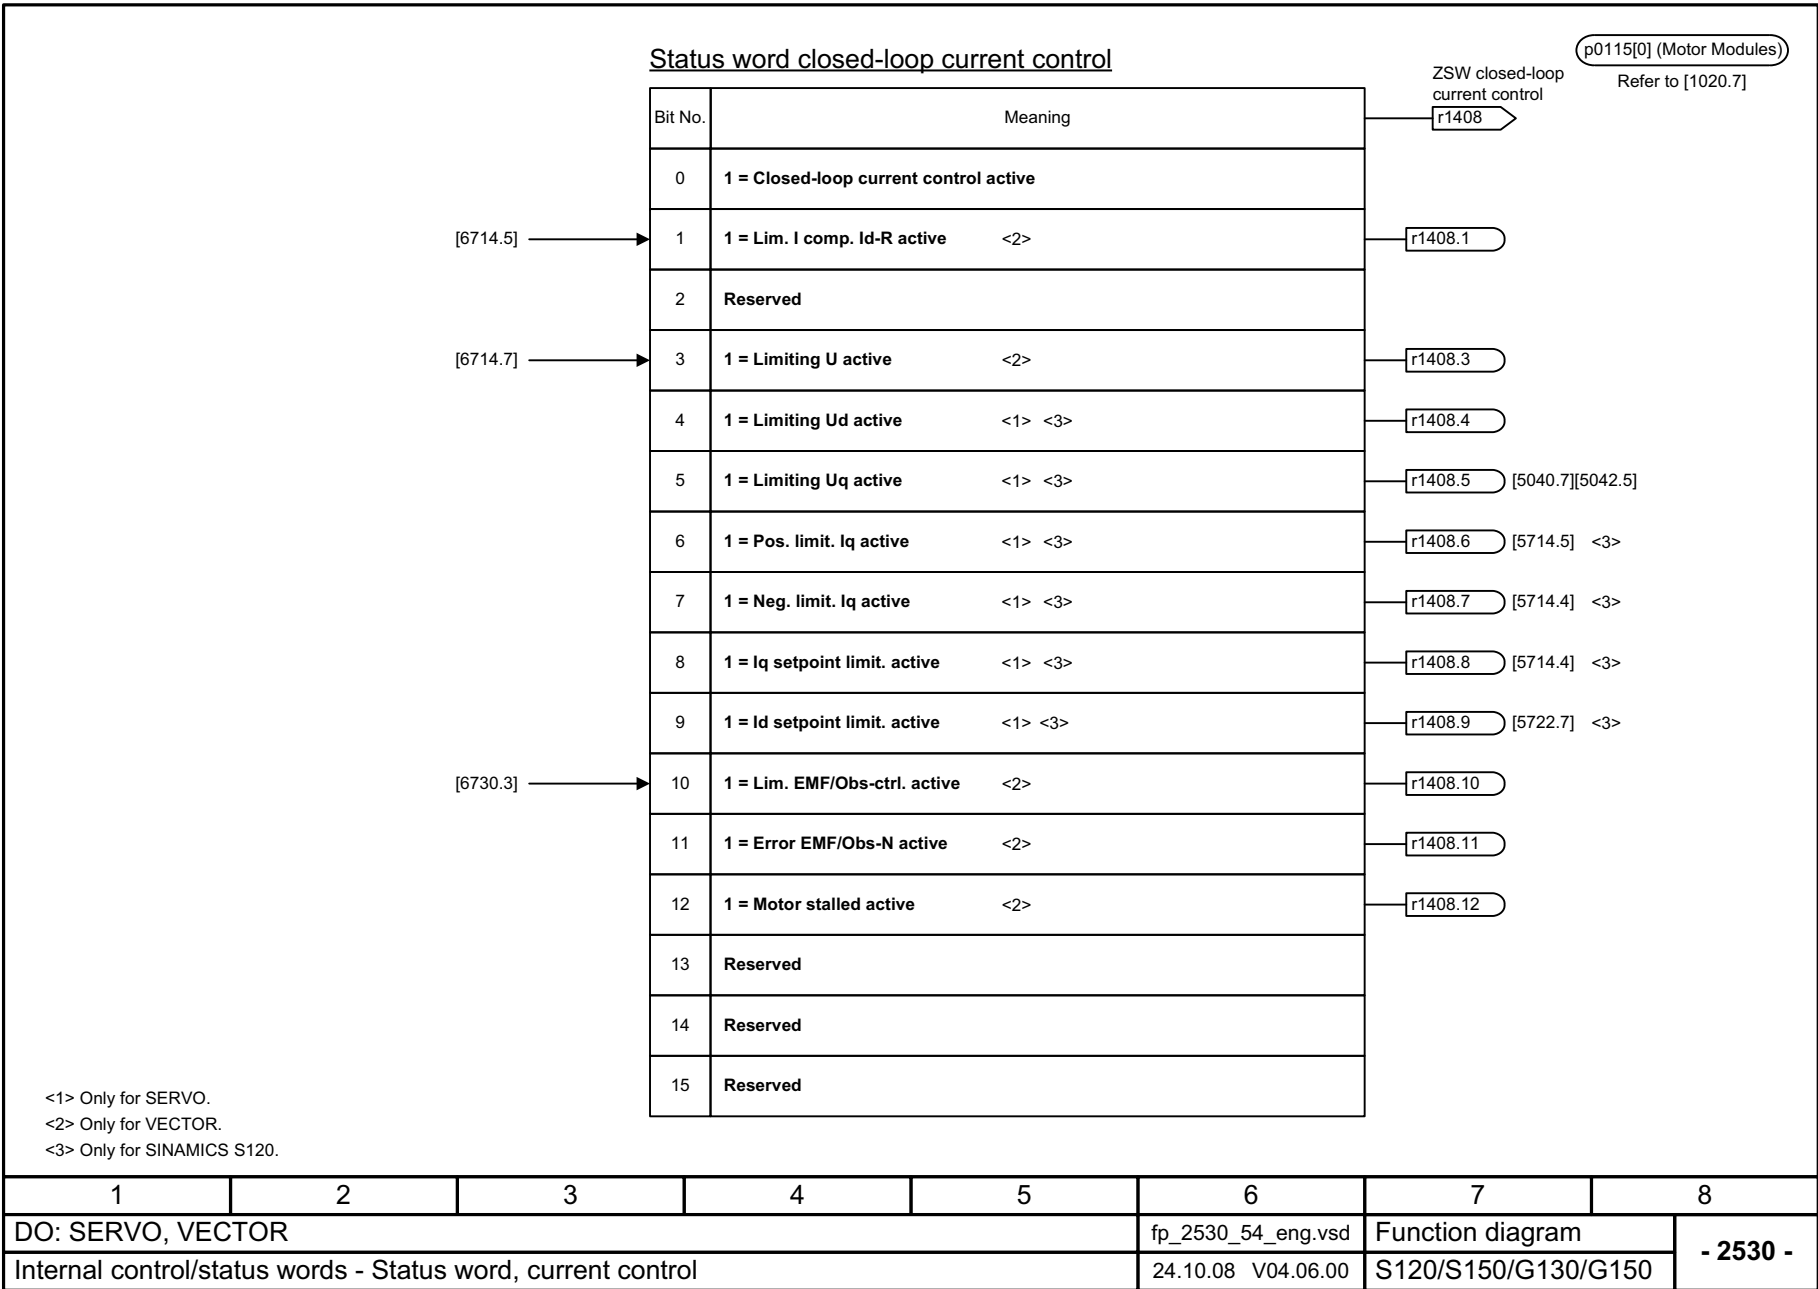 Status word closed-loop current control
p0115[0] (Motor Modules)
Refer to [1020.7]
ZSW closed-loop
current control
Bit No. Meaning r1408
0 1 = Closed-loop current control active
[6714.5] 1 1 = Lim. I comp. Id-R active <2> r1408.1
2 Reserved
[6714.7] 3 1 = Limiting U active <2> r1408.3
4 1 = Limiting Ud active <1> <3> r1408.4
5 1 = Limiting Uq active <1> <3> r1408.5 [5040.7][5042.5]
6 1 = Pos. limit. Iq active <1> <3> r1408.6 [5714.5] <3>
7 1 = Neg. limit. Iq active <1> <3> r1408.7 [5714.4] <3>
8 1 = Iq setpoint limit. active <1> <3> r1408.8 [5714.4] <3>
9 1 = Id setpoint limit. active <1> <3> r1408.9 [5722.7] <3>
[6730.3] 10 1 = Lim. EMF/Obs-ctrl. active <2> r1408.10
11 1 = Error EMF/Obs-N active <2> r1408.11
12 1 = Motor stalled active <2> r1408.12
13 Reserved
14 Reserved
15 Reserved
<1> Only for SERVO.
<2> Only for VECTOR.
<3> Only for SINAMICS S120.
1 2 3 4 5 6 7 8
DO: SERVO, VECTOR fp_2530_54_eng.vsd Function diagram
- 2530 -
Internal control/status words - Status word, current control 24.10.08 V04.06.00 S120/S150/G130/G150